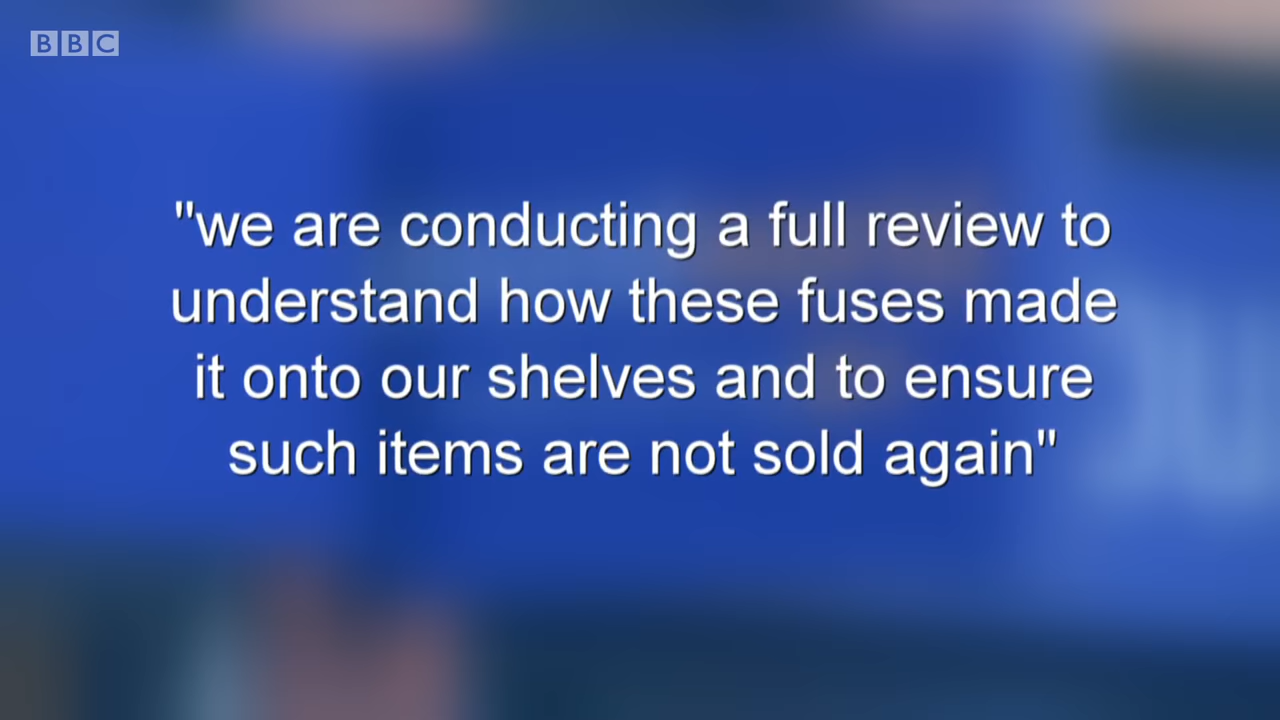 BBC
"we are conducting a full review to
understand how these fuses made
it onto our shelves and to ensure
such items are not sold again"